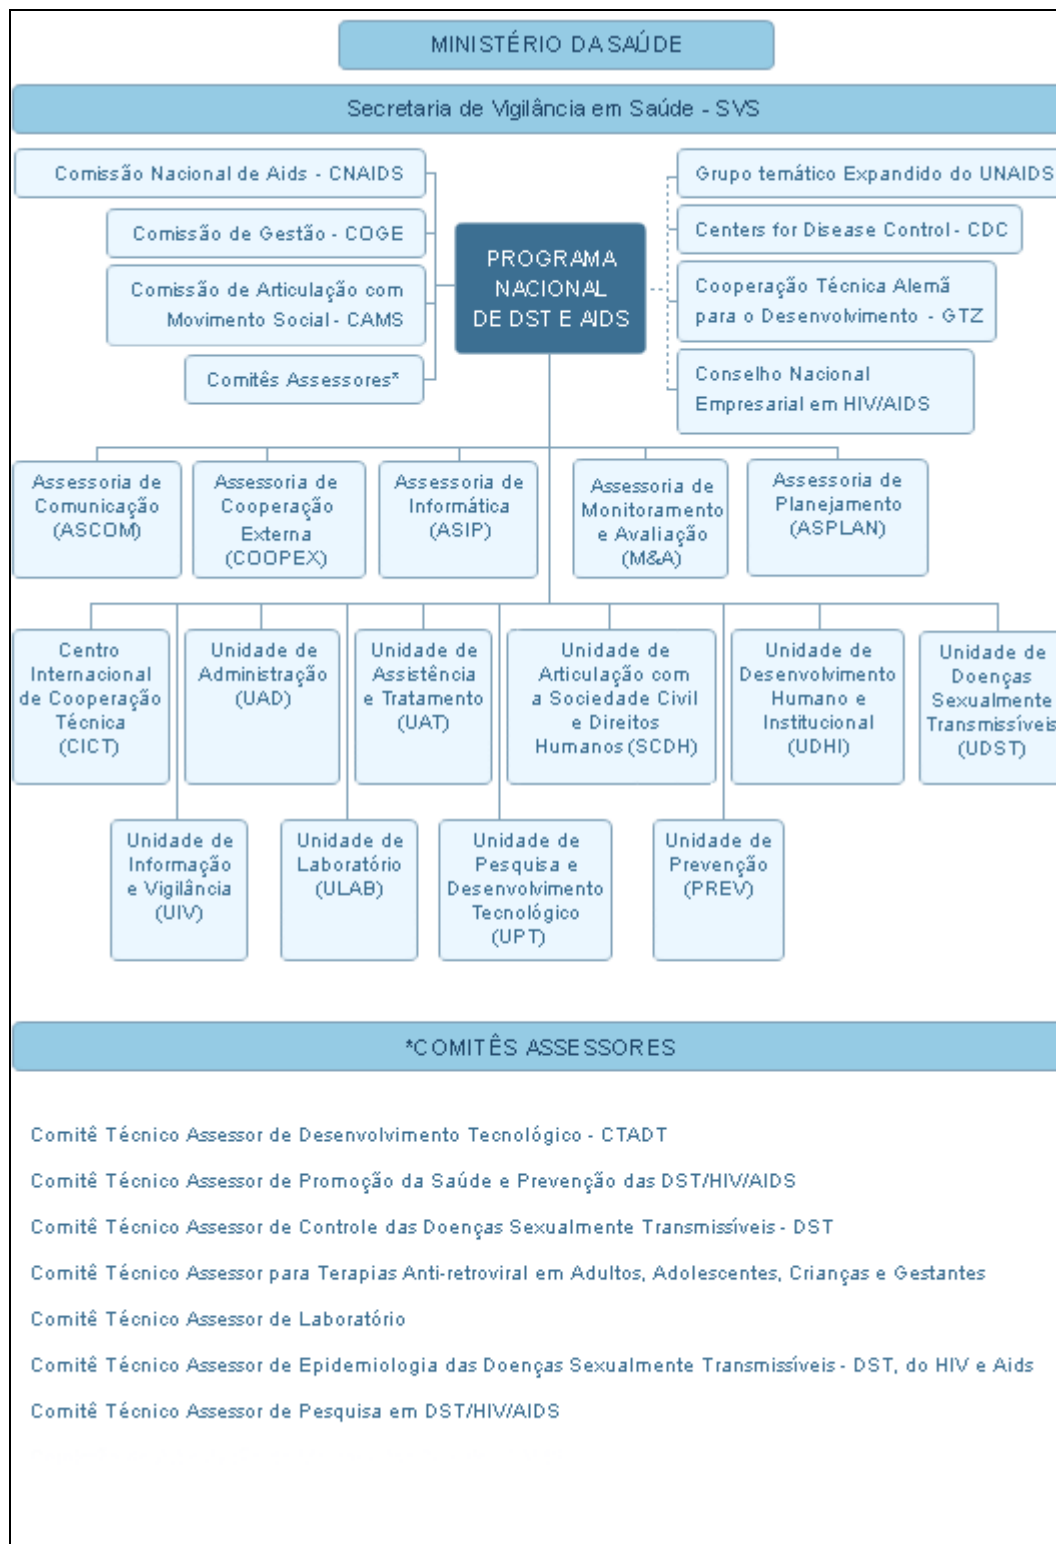 MINISTÉRIO DA SAÚDE
Secretaria de Vigilância em Saúde - SVS
Comissão Nacional de Aids - CNAIDS
Comissão de Gestão - COGE
Comissão de Articulação com
Movimento Social - CAMS
Comitês Assessores*
PROGRAMA
NACIONAL
DE DST E AIDS
Grupo temático Expandido do UNAIDS
Centers for Disease Control - CDC
Cooperação Técnica Alemã
para o Desenvolvimento - GTZ
Conselho Nacional
Empresarial em HIV/AIDS
Assessoria de
Comunicação
(ASCOM)
Assessoria de
Cooperação
Externa
(COOPEX)
Assessoria de
Informática
(ASIP)
Assessoria de
Monitoramento
e Avaliação
(M&A)
Assessoria de
Planejamento
(ASPLAN)
Centro
Internacional
de Cooperação
Técnica
(CICT)
Unidade de
Administração
(UAD)
Unidade de
Assistência
e Tratamento
(UAT)
Unidade de
Articulação com
a Sociedade Civil
e Direitos
Humanos (SCDH)
Unidade de
Desenvolvimento
Humano e
Institucional
(UDHI)
Unidade de
Doenças
Sexualmente
Transmissíveis
(UDST)
Unidade de
Informação
e Vigilância
(UIV)
Unidade de
Laboratório
(ULAB)
Unidade de
Pesquisa e
Desenvolvimento
Tecnológico
(UPT)
Unidade de
Prevenção
(PREV)
*COMITÊS ASSESSORES
Comitê Técnico Assessor de Desenvolvimento Tecnológico - CTADT
Comitê Técnico Assessor de Promoção da Saúde e Prevenção das DST/HIV/AIDS
Comitê Técnico Assessor de Controle das Doenças Sexualmente Transmissíveis - DST
Comitê Técnico Assessor para Terapias Anti-retroviral em Adultos, Adolescentes, Crianças e Gestantes
Comitê Técnico Assessor de Laboratório
Comitê Técnico Assessor de Epidemiologia das Doenças Sexualmente Transmissíveis - DST, do HIV e Aids
Comitê Técnico Assessor de Pesquisa em DST/HIV/AIDS